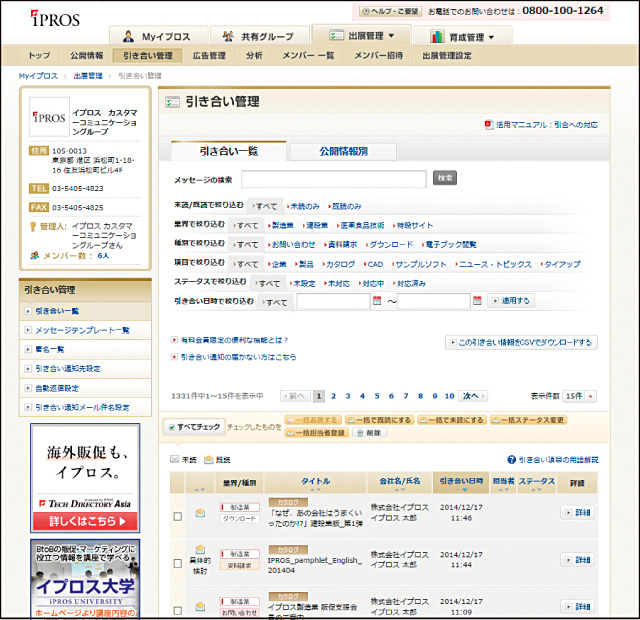 iPROS
ヘルプ・ご要望
お電話でのお問い合わせは：0800-100-1264
Myイプロス
共有グループ
出展管理 ▼
育成管理 ▼
トップ
公開情報
引き合い管理
広告管理
分析
メンバー 一覧
メンバー招待
出展管理設定
Myイプロス
出展管理
引き合い管理
iPROS
イプロス カスタマ
ーコミュニケーショ
ングループ
住所
105-0013
東京都 港区 浜松町1-18-
16 住友浜松町ビル4F
TEL
03-5405-4823
FAX
03-5405-4825
管理人：
イプロス カスタマ
ーコミュニケーショ
ングループさん
メンバー数： 6人
引き合い管理
引き合い一覧
メッセージテンプレート一覧
署名一覧
引き合い通知先設定
自動返信設定
引き合い通知メール件名設定
海外販促も、
イプロス。
TECH DIRECTORY Asia
詳しくはこちら
BtoBの販促・マーケティングに
役立つ情報を講座で学べる
イプロス大学
iPROS UNIVERSITY
ホームページより講座内容の
引き合い管理
活用マニュアル：引合への対応
引き合い一覧
公開情報別
メッセージの検索
検索
未読/既読で絞り込む
すべて
未読のみ
既読のみ
業界で絞り込む
すべて
製造業
建設業
医薬食品技術
特設サイト
種別で絞り込む
すべて
お問い合わせ
資料請求
ダウンロード
電子ブック閲覧
項目で絞り込む
すべて
企業
製品
カタログ
CAD
サンプルソフト
ニュース・トピックス
タイアップ
ステータスで絞り込む
すべて
未設定
未対応
対応中
対応済み
引き合い日時で絞り込む
すべて
～
適用する
有料会員限定の便利な機能とは？
引き合い通知の届かない方はこちら
この引き合い情報をCSVでダウンロードする
1331件中1～15件を表示中
前へ
1 2 3 4 5 6 7 8 9 10
次へ
表示件数
15件
すべてチェック
チェックしたものを
一括返信する
一括で既読にする
一括で未読にする
一括ステータス変更
一括担当者登録
削除
未読
既読
引き合い項目の用語解説
業界/種別
タイトル
会社名/氏名
引き合い日時
担当者
ステータス
詳細
製造業
ダウンロード
カタログ
「なぜ、あの会社はうまくい
ったのか!?」建設業版_第1弾
株式会社イプロス
イプロス 太郎
2014/12/17
11:46
詳細
具体的
検討
製造業
資料請求
カタログ
IPROS_pamphlet_English_
201404
株式会社イプロス
イプロス 太郎
2014/12/17
11:44
詳細
製造業
お問い合わせ
カタログ
イプロス製造業 販促支援会
株式会社イプロス
イプロス 太郎
2014/12/17
11:09
詳細